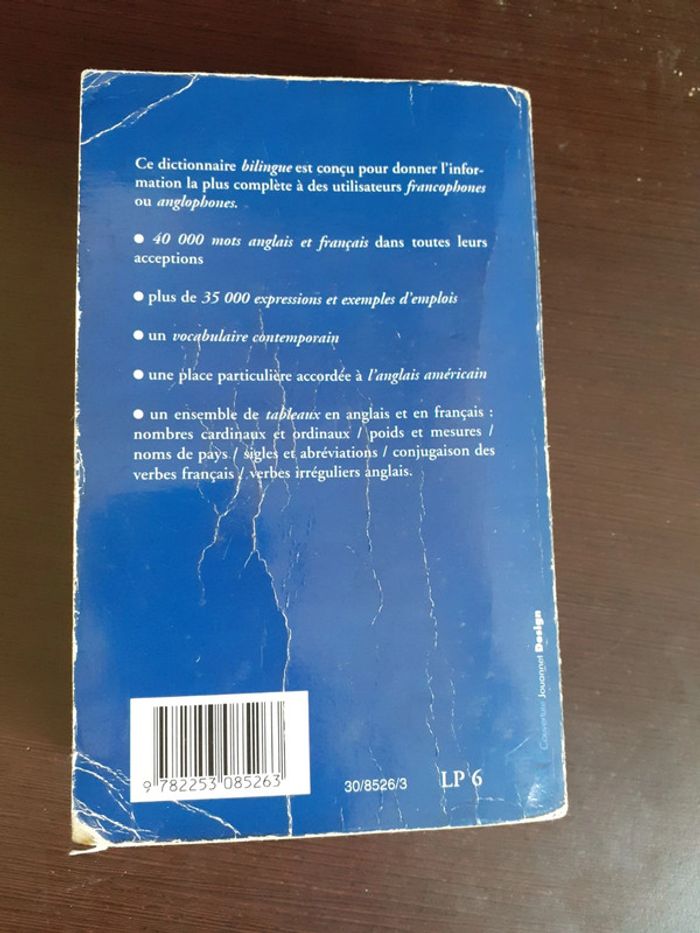 Ce dictionnaire bilingue est conçu pour donner l'infor-
mation la plus complète à des utilisateurs francophones
ou anglophones.
● 40 000 mots anglais et français dans toutes leurs
acceptions
● plus de 35 000 expressions et exemples d'emplois
● un vocabulaire contemporain
● une place particulière accordée à l'anglais américain
● un ensemble de tableaux en anglais et en français :
nombres cardinaux et ordinaux / poids et mesures /
noms de pays / sigles et abréviations / conjugaison des
verbes français / verbes irréguliers anglais.
Couverture Jouannet Design
9 782253 085263
30/8526/3
LP 6